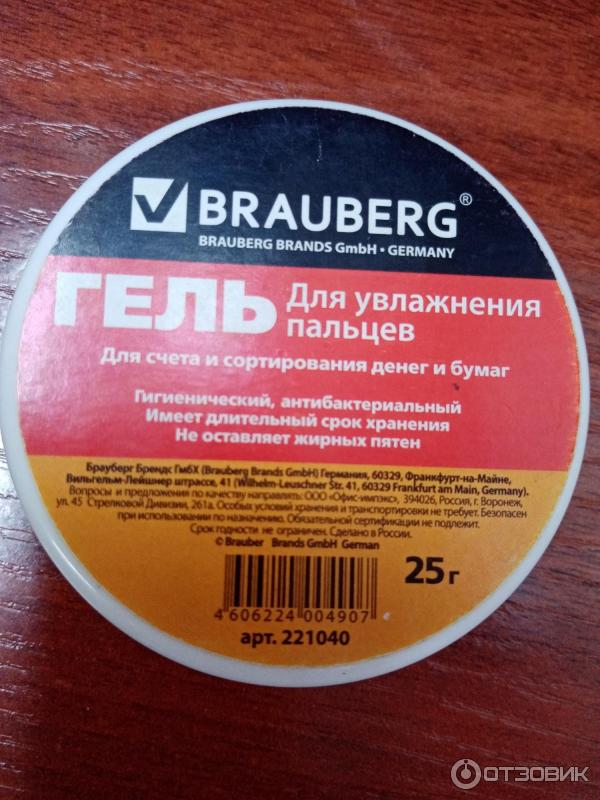 BRAUBERG®
BRAUBERG BRANDS GmbH • GERMANY
ГЕЛЬ
Для увлажнения
пальцев
Для счета и сортирования денег и бумаг
Гигиенический, антибактериальный
Имеет длительный срок хранения
Не оставляет жирных пятен
Брауберг Брендс ГмбХ (Brauberg Brands GmbH) Германия, 60329, Франкфурт-на-Майне,
Вильгельм-Лейшнер штрассе, 41 (Wilhelm-Leuschner Str. 41, 60329 Frankfurt am Main, Germany).
Вопросы и предложения по качеству направлять: ООО «Офис-импэкс», 394026, Россия, г. Воронеж,
ул. 45 Стрелковой Дивизии, 261а. Особых условий хранения и транспортировки не требует. Безопасен
при использовании по назначению. Обязательной сертификации не подлежит.
Срок годности не ограничен. Сделано в России.
© Brauber Brands GmbH German
25 г
4 606224 004907
арт. 221040
ОТЗОВИК